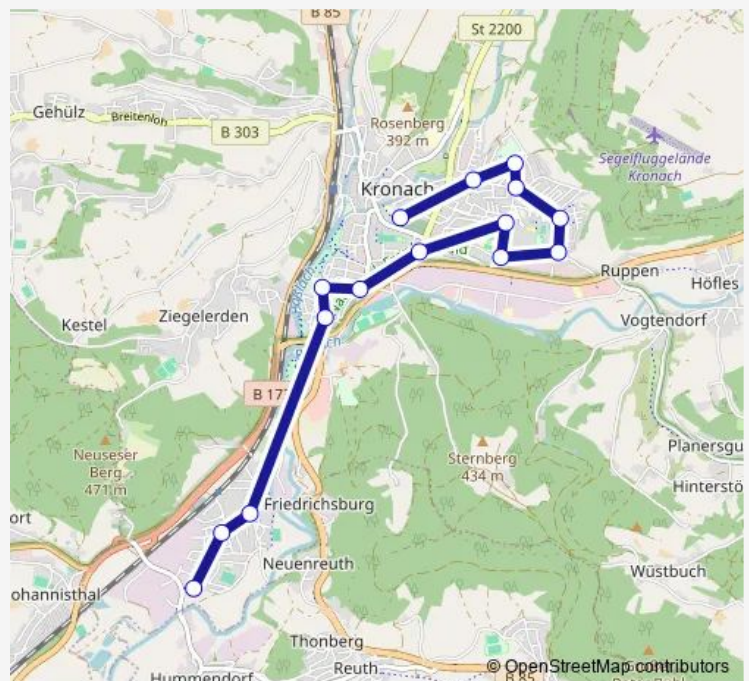 B 85
St 2200
Gehülz
Breitenloh
B 303
Rosenberg
392 m
Segelfluggelände
Kronach
Kronach
Ruppen
Höfles
Kestel
Ziegelerden
Vogtendorf
B 17
Neuseser
Berg
471 m
Sternberg
434 m
Planersgu
Hinterstö
ort
Friedrichsburg
Neuenreuth
Wüstbuch
ohannisthal
Thonberg
Reuth
Hummendorf
B 85
© OpenStreetMap contributors